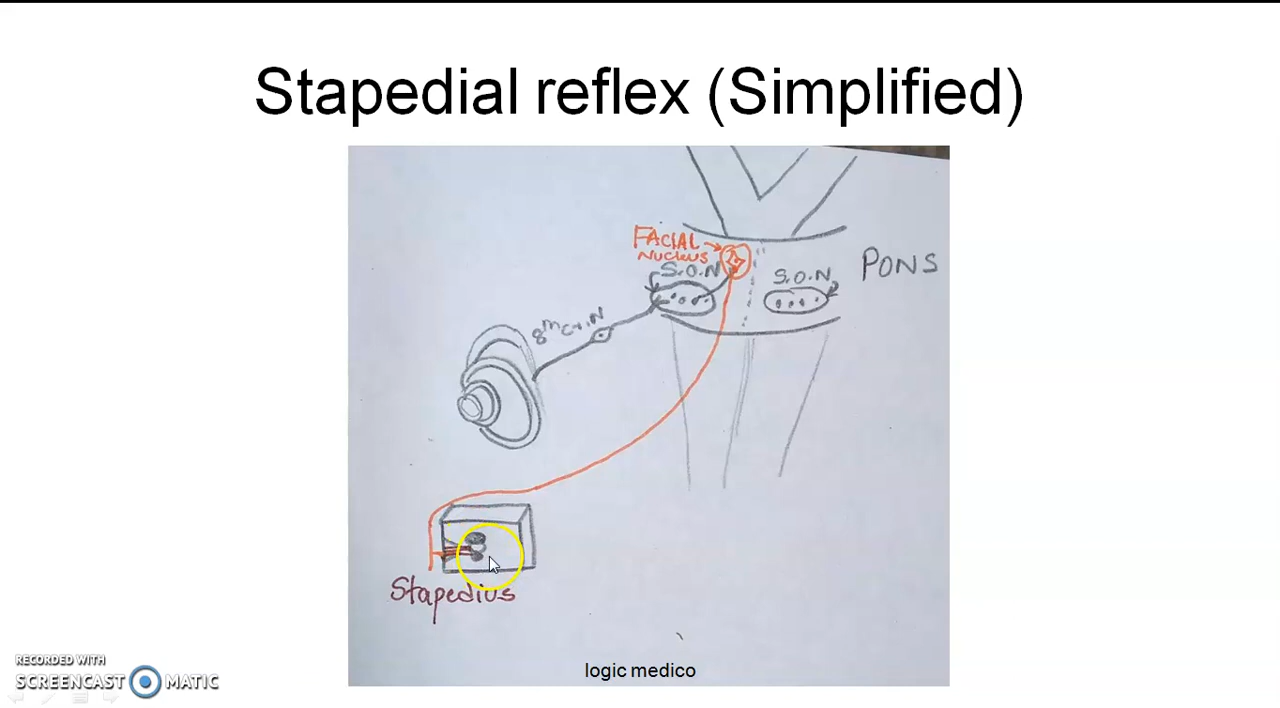 Stapedial reflex (Simplified)
FACIAL
NUCLEUS
S.O.N
S.O.N
PONS
8th Cr.N
Stapedius
logic medico
RECORDED WITH
SCREENCAST MATIC